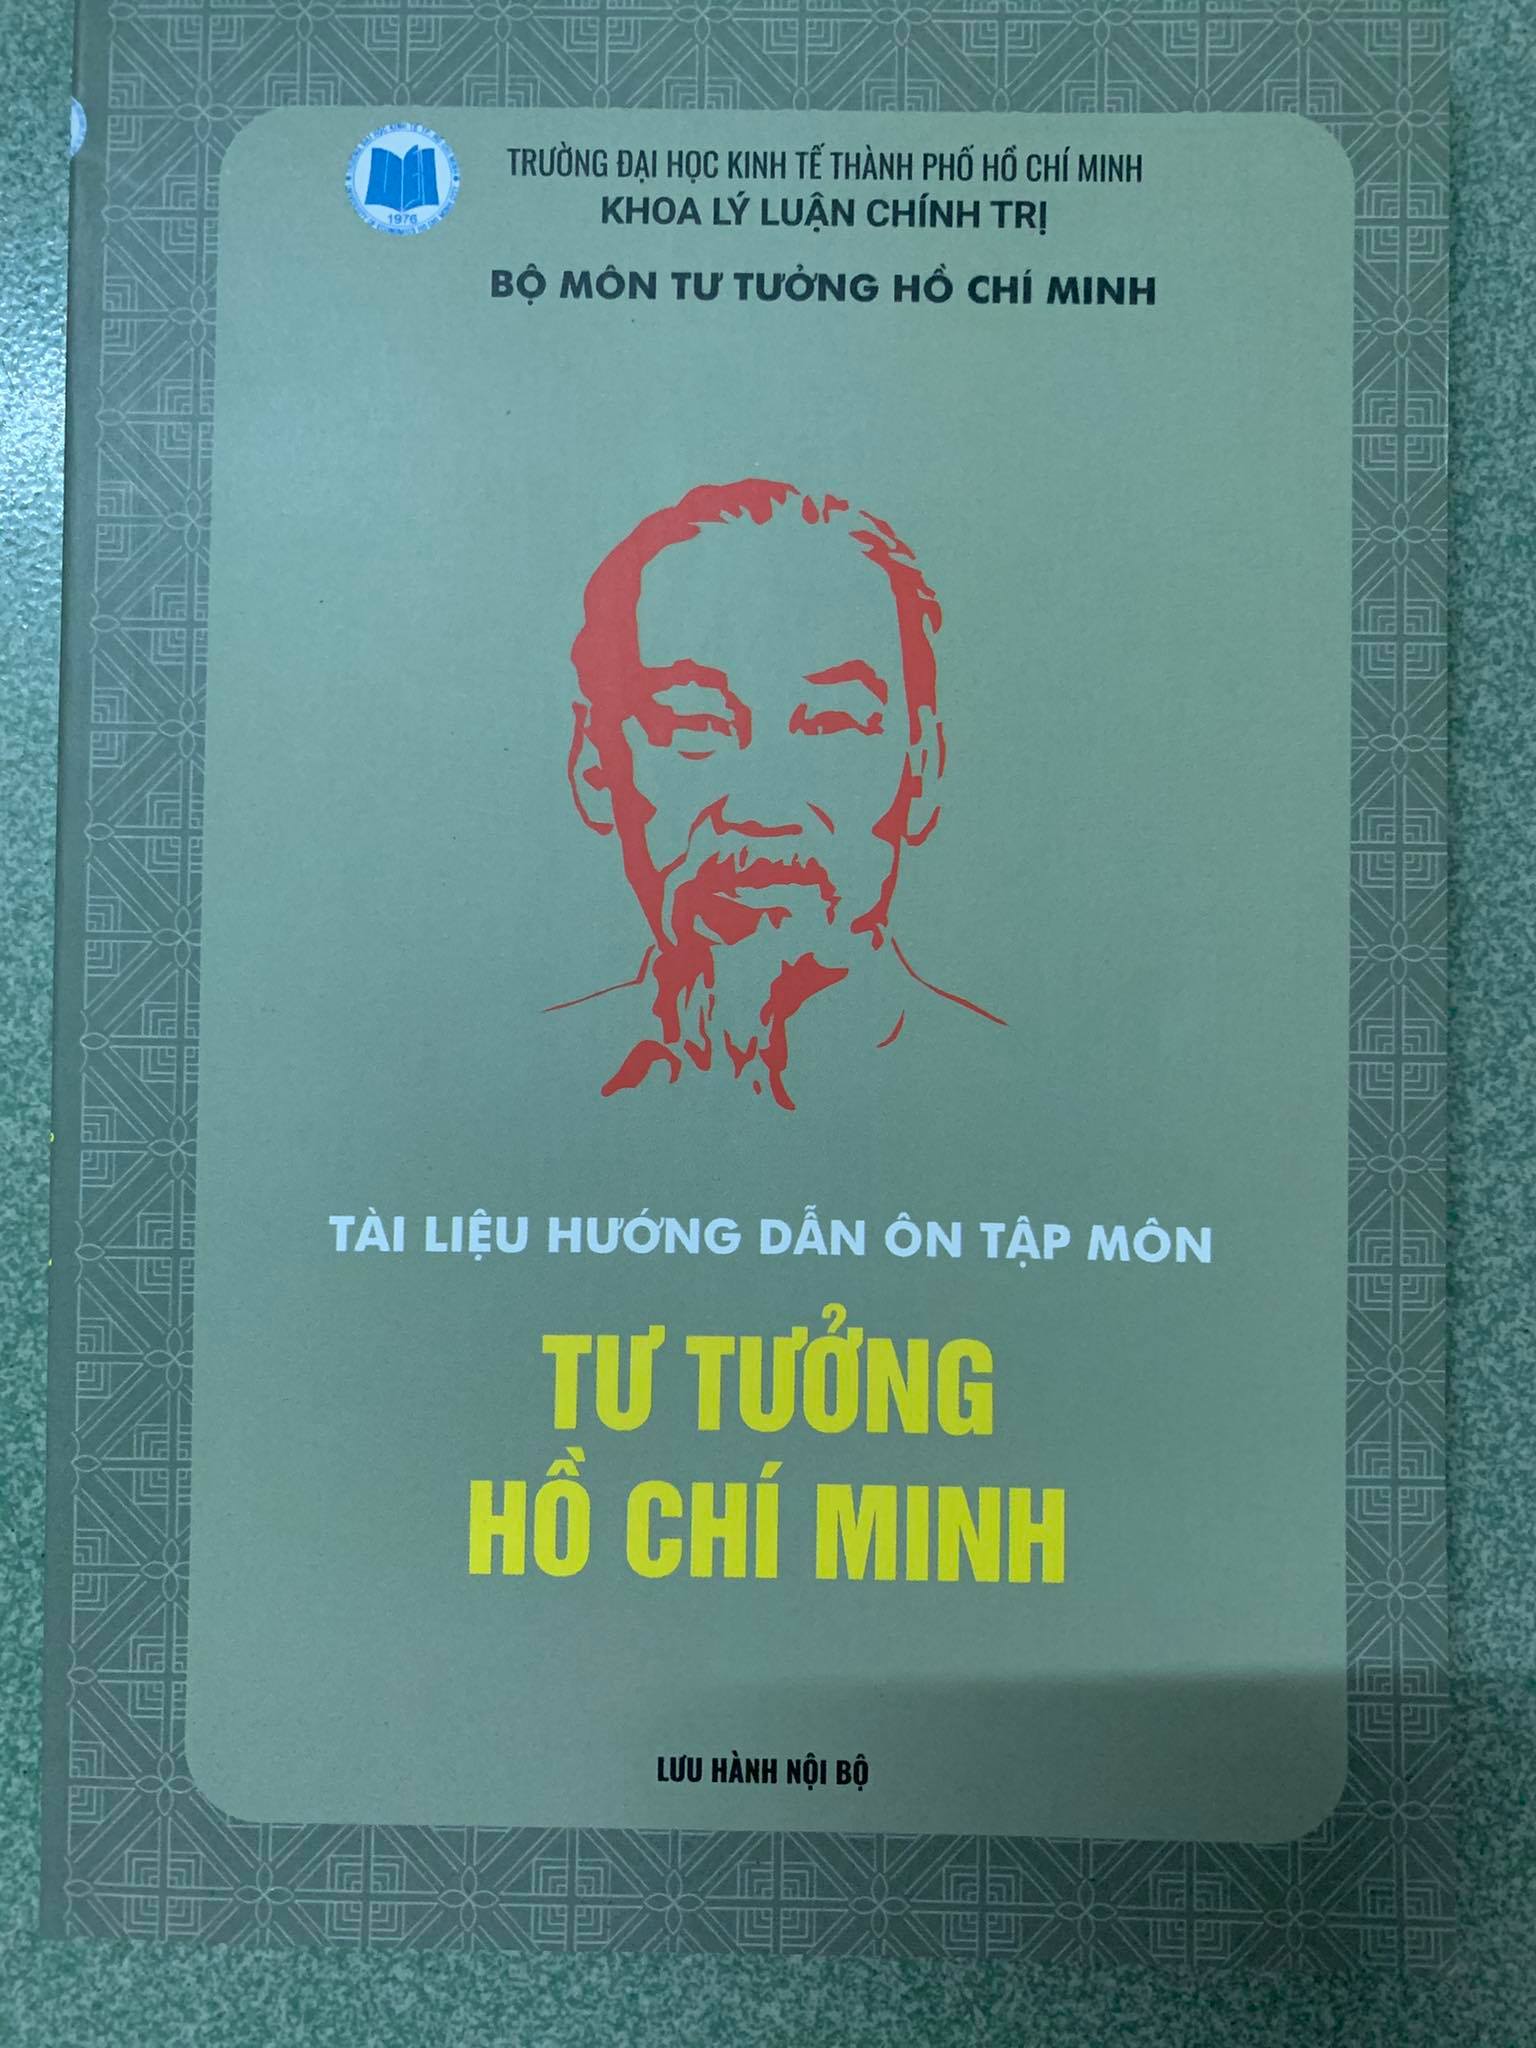 TRƯỜNG ĐẠI HỌC KINH TẾ THÀNH PHỐ HỒ CHÍ MINH
KHOA LÝ LUẬN CHÍNH TRỊ
BỘ MÔN TƯ TƯỞNG HỒ CHÍ MINH
1976
TÀI LIỆU HƯỚNG DẪN ÔN TẬP MÔN
TƯ TƯỞNG
HỒ CHÍ MINH
LƯU HÀNH NỘI BỘ